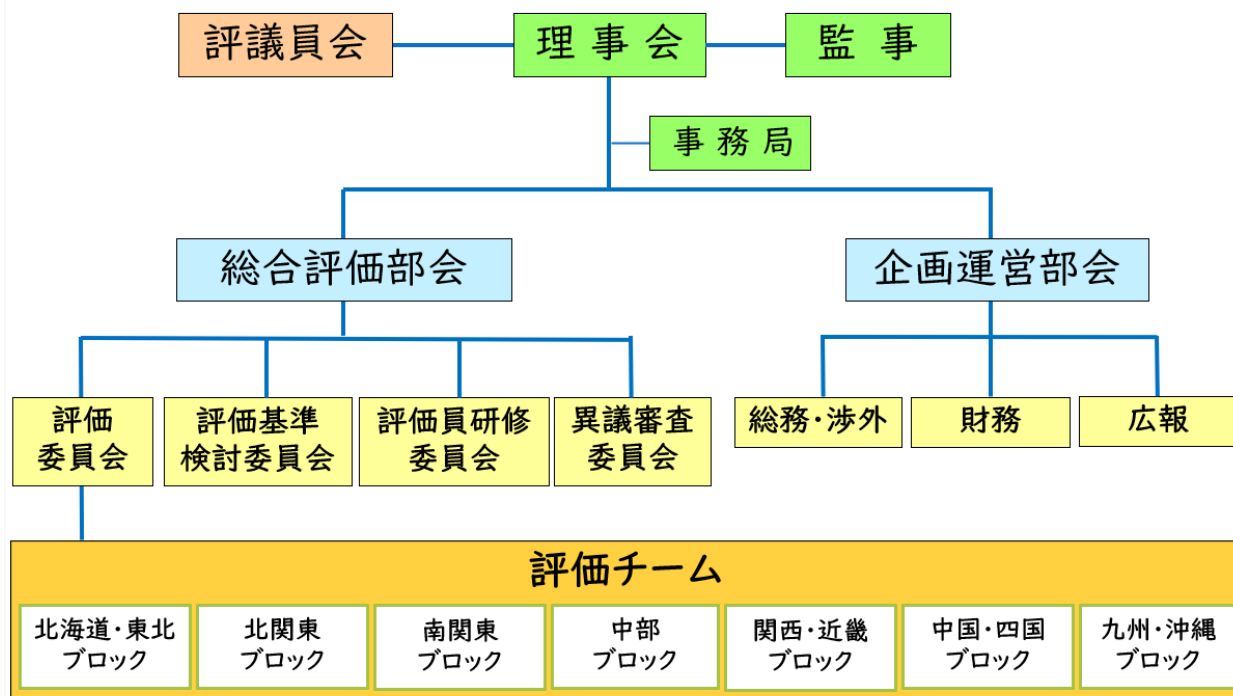 評議員会
理事会
監事
事務局
総合評価部会
企画運営部会
評価
委員会
評価基準
検討委員会
評価員研修
委員会
異議審査
委員会
総務・渉外
財務
広報
評価チーム
北海道・東北
ブロック
北関東
ブロック
南関東
ブロック
中部
ブロック
関西・近畿
ブロック
中国・四国
ブロック
九州・沖縄
ブロック